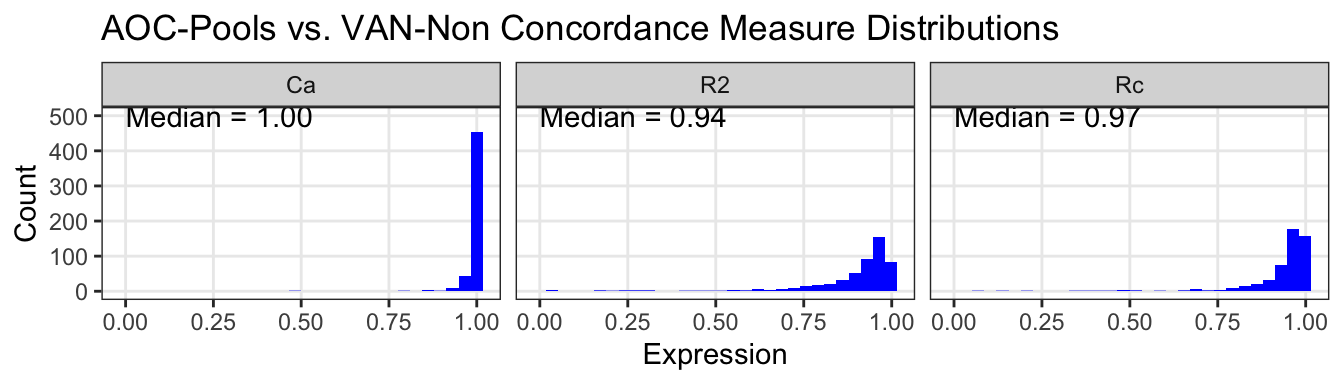 AOC-Pools vs. VAN-Non Concordance Measure Distributions
Ca
R2
Rc
Median = 1.00
Median = 0.94
Median = 0.97
Count
500
400
300
200
100
0
0.00 0.25 0.50 0.75 1.00
0.00 0.25 0.50 0.75 1.00
0.00 0.25 0.50 0.75 1.00
Expression